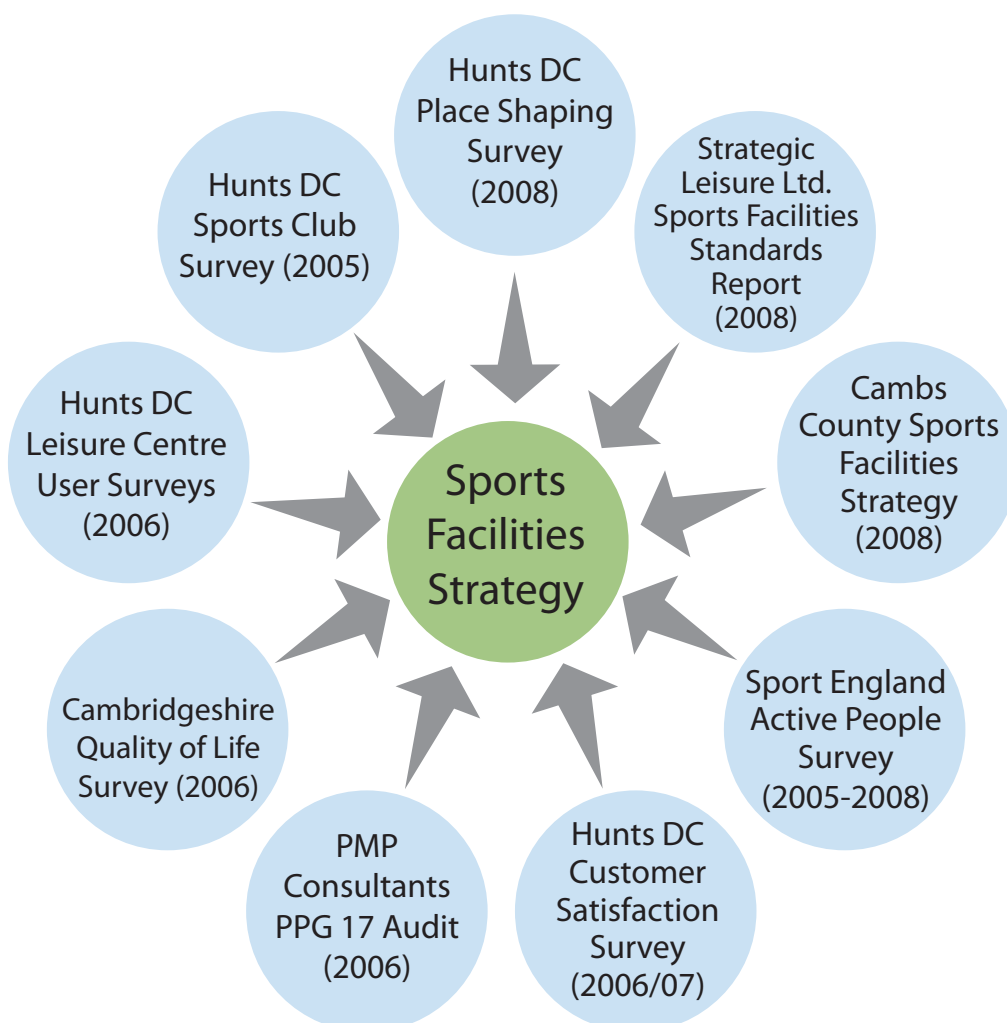 Hunts DC
Place Shaping
Survey
(2008)
Strategic
Leisure Ltd.
Sports Facilities
Standards
Report
(2008)
Cambs
County Sports
Facilities
Strategy
(2008)
Sport England
Active People
Survey
(2005-2008)
Hunts DC
Customer
Satisfaction
Survey
(2006/07)
PMP
Consultants
PPG 17 Audit
(2006)
Cambridgeshire
Quality of Life
Survey (2006)
Hunts DC
Leisure Centre
User Surveys
(2006)
Hunts DC
Sports Club
Survey (2005)
Sports
Facilities
Strategy